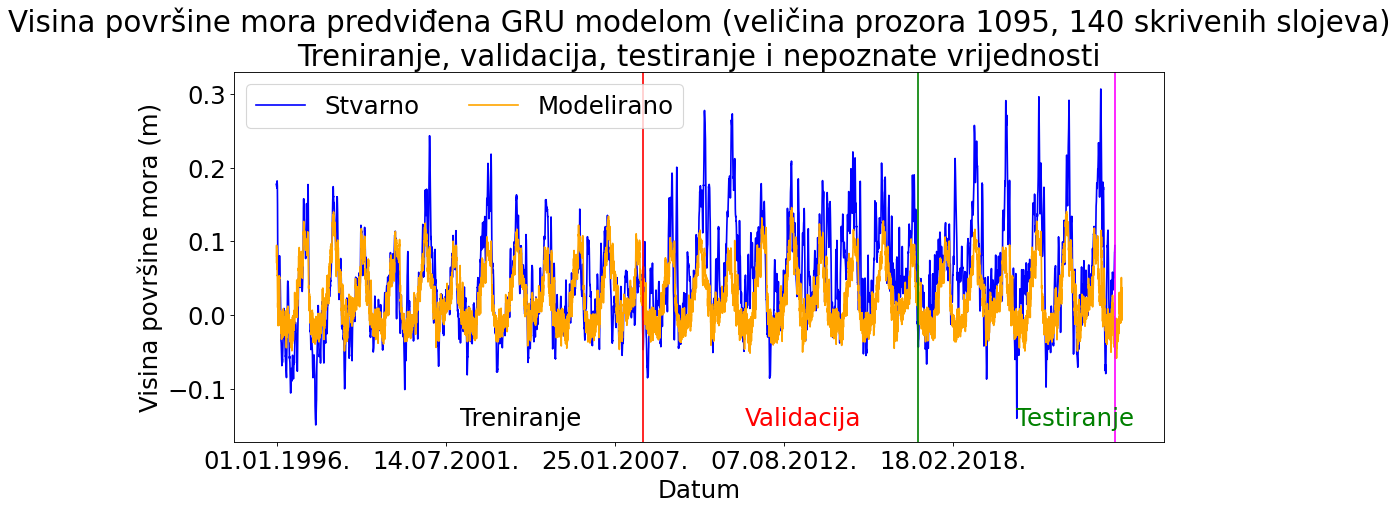 Visina površine mora predviđena GRU modelom (veličina prozora 1095, 140 skrivenih slojeva)
Treniranje, validacija, testiranje i nepoznate vrijednosti
Stvarno
Modelirano
Visina površine mora (m)
0.3
0.2
0.1
0.0
−0.1
Treniranje
Validacija
Testiranje
01.01.1996.
14.07.2001.
25.01.2007.
07.08.2012.
18.02.2018.
Datum